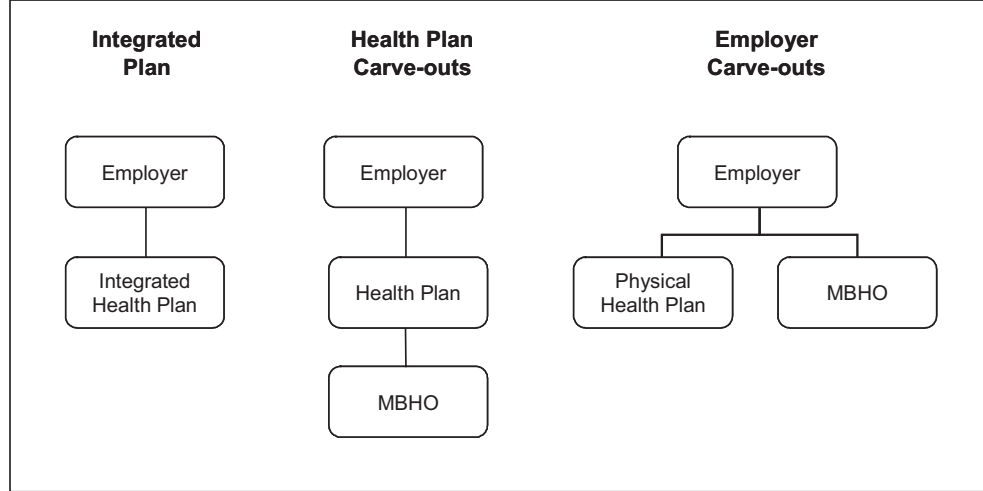 Integrated
Plan
Employer
Integrated
Health Plan
Health Plan
Carve-outs
Employer
Health Plan
MBHO
Employer
Carve-outs
Employer
Physical
Health Plan
MBHO